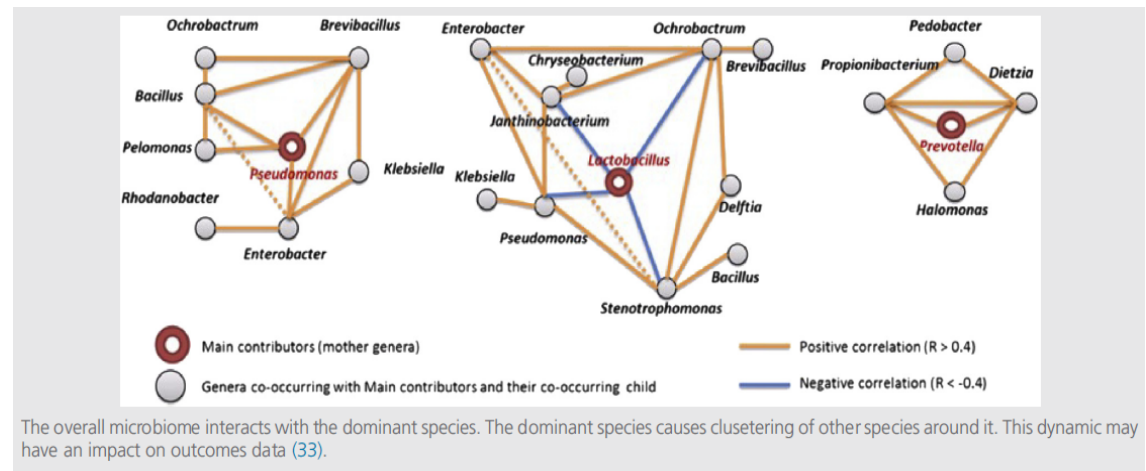 Ochrobactrum
Brevibacillus
Bacillus
Pelomonas
Pseudomonas
Klebsiella
Rhodanobacter
Enterobacter
Enterobacter
Ochrobactrum
Chryseobacterium
Brevibacillus
Janthinobacterium
Lactobacillus
Klebsiella
Delftia
Pseudomonas
Bacillus
Stenotrophomonas
Pedobacter
Propionibacterium
Dietzia
Prevotella
Halomonas
Main contributors (mother genera)
Positive correlation (R > 0.4)
Genera co-occurring with Main contributors and their co-occurring child
Negative correlation (R < -0.4)
The overall microbiome interacts with the dominant species. The dominant species causes clusetering of other species around it. This dynamic may
have an impact on outcomes data (33).